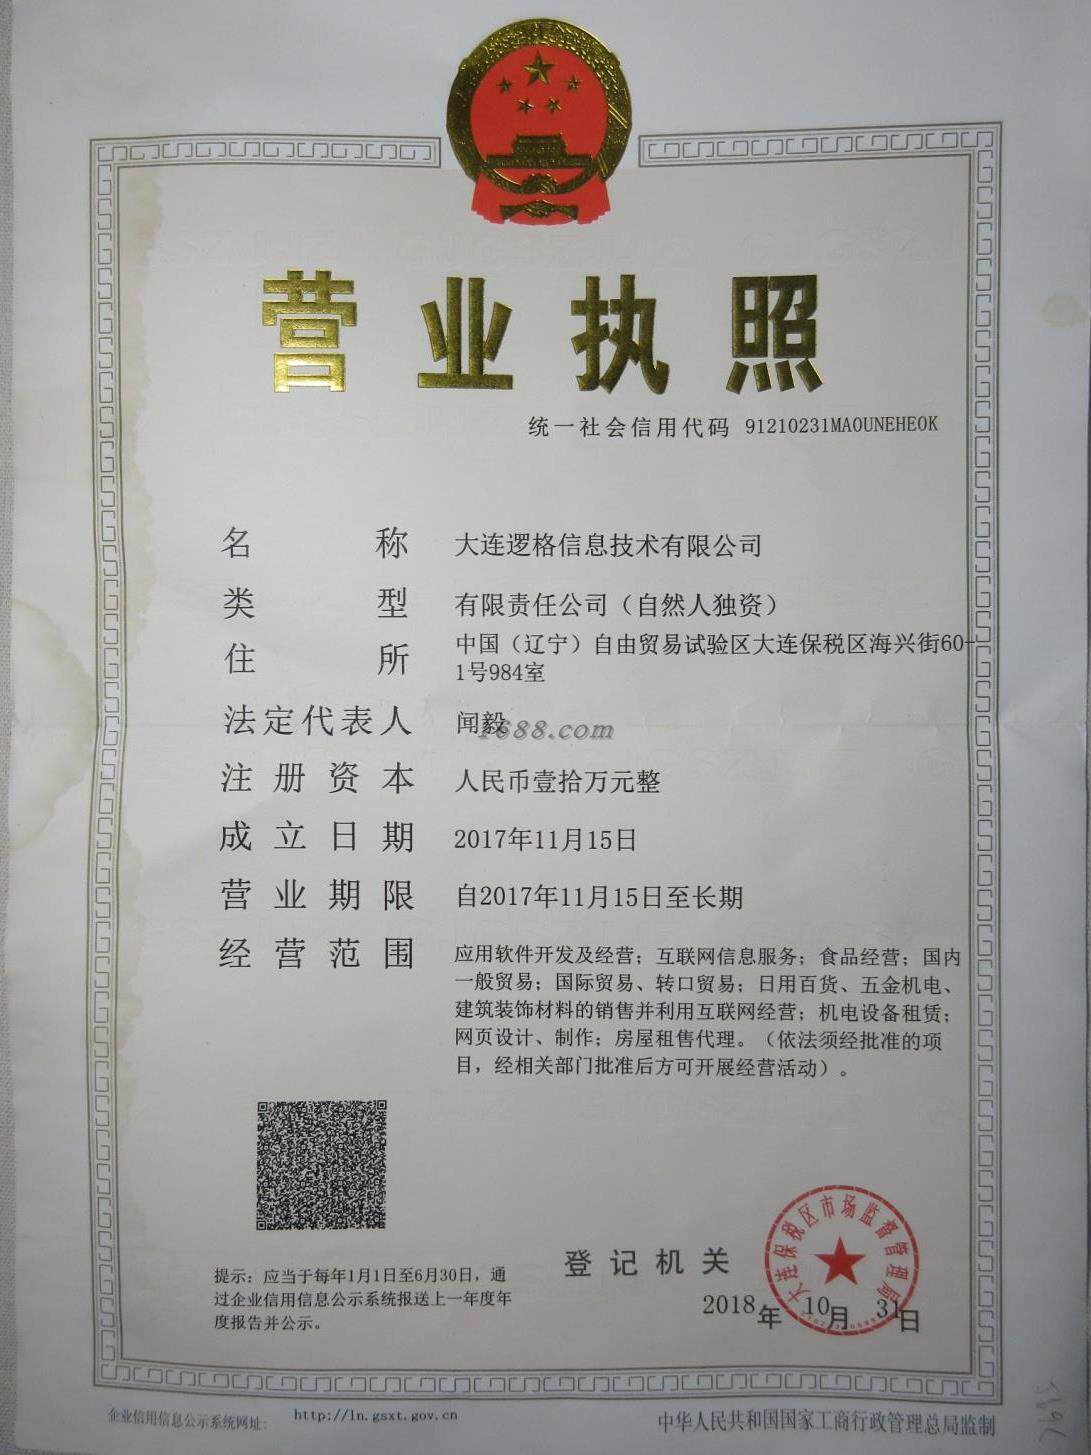 营业执照
统一社会信用代码 91210231MA0UNEHE0K
名称 大连逻格信息技术有限公司
类型 有限责任公司（自然人独资）
住所 中国（辽宁）自由贸易试验区大连保税区海兴街60-
1号984室
法定代表人 闻毅
1688.com
注册资本 人民币壹拾万元整
成立日期 2017年11月15日
营业期限 自2017年11月15日至长期
经营范围 应用软件开发及经营；互联网信息服务；食品经营；国内
一般贸易；国际贸易、转口贸易；日用百货、五金机电、
建筑装饰材料的销售并利用互联网经营；机电设备租赁；
网页设计、制作；房屋租售代理。（依法须经批准的项
目，经相关部门批准后方可开展经营活动）。
大连保税区市场监督管理局
登记机关
2018年10月31日
提示：应当于每年1月1日至6月30日，通
过企业信用信息公示系统报送上一年度年
度报告并公示。
企业信用信息公示系统网址： http://ln.gsxt.gov.cn
中华人民共和国国家工商行政管理总局监制